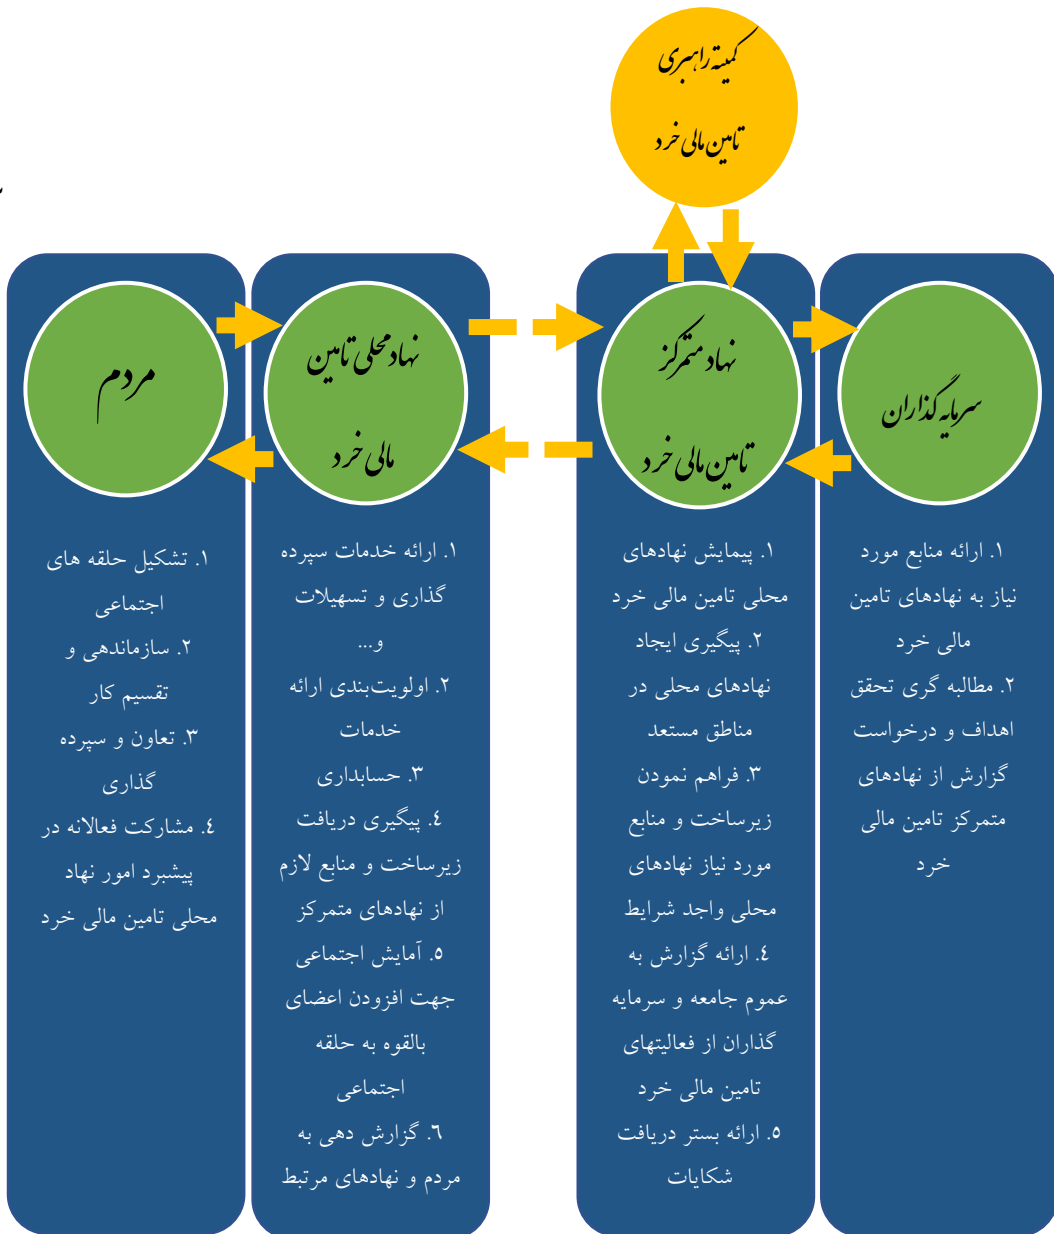 کمیته راهبری
تامین مالی خرد
سرمایه گذاران
۱. ارائه منابع مورد
نیاز به نهادهای تامین
مالی خرد
۲. مطالبه گری تحقق
اهداف و درخواست
گزارش از نهادهای
متمرکز تامین مالی
خرد
نهاد متمرکز
تامین مالی خرد
۱. پیمایش نهادهای
محلی تامین مالی خرد
۲. پیگیری ایجاد
نهادهای محلی در
مناطق مستعد
۳. فراهم نمودن
زیرساخت و منابع
مورد نیاز نهادهای
محلی واجد شرایط
٤. ارائه گزارش به
عموم جامعه و سرمایه
گذاران از فعالیتهای
تامین مالی خرد
٥. ارائه بستر دریافت
شکایات
نهاد محلی تامین
مالی خرد
۱. ارائه خدمات سپرده
گذاری و تسهیلات
و...
۲. اولویت‌بندی ارائه
خدمات
۳. حسابداری
٤. پیگیری دریافت
زیرساخت و منابع لازم
از نهادهای متمرکز
٥. آمایش اجتماعی
جهت افزودن اعضای
بالقوه به حلقه
اجتماعی
٦. گزارش دهی به
مردم و نهادهای مرتبط
مردم
۱. تشکیل حلقه های
اجتماعی
۲. سازماندهی و
تقسیم کار
۳. تعاون و سپرده
گذاری
٤. مشارکت فعالانه در
پیشبرد امور نهاد
محلی تامین مالی خرد